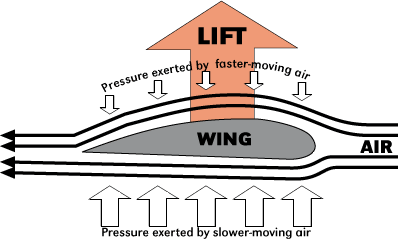 LIFT
Pressure exerted by faster-moving air
WING
AIR
Pressure exerted by slower-moving air